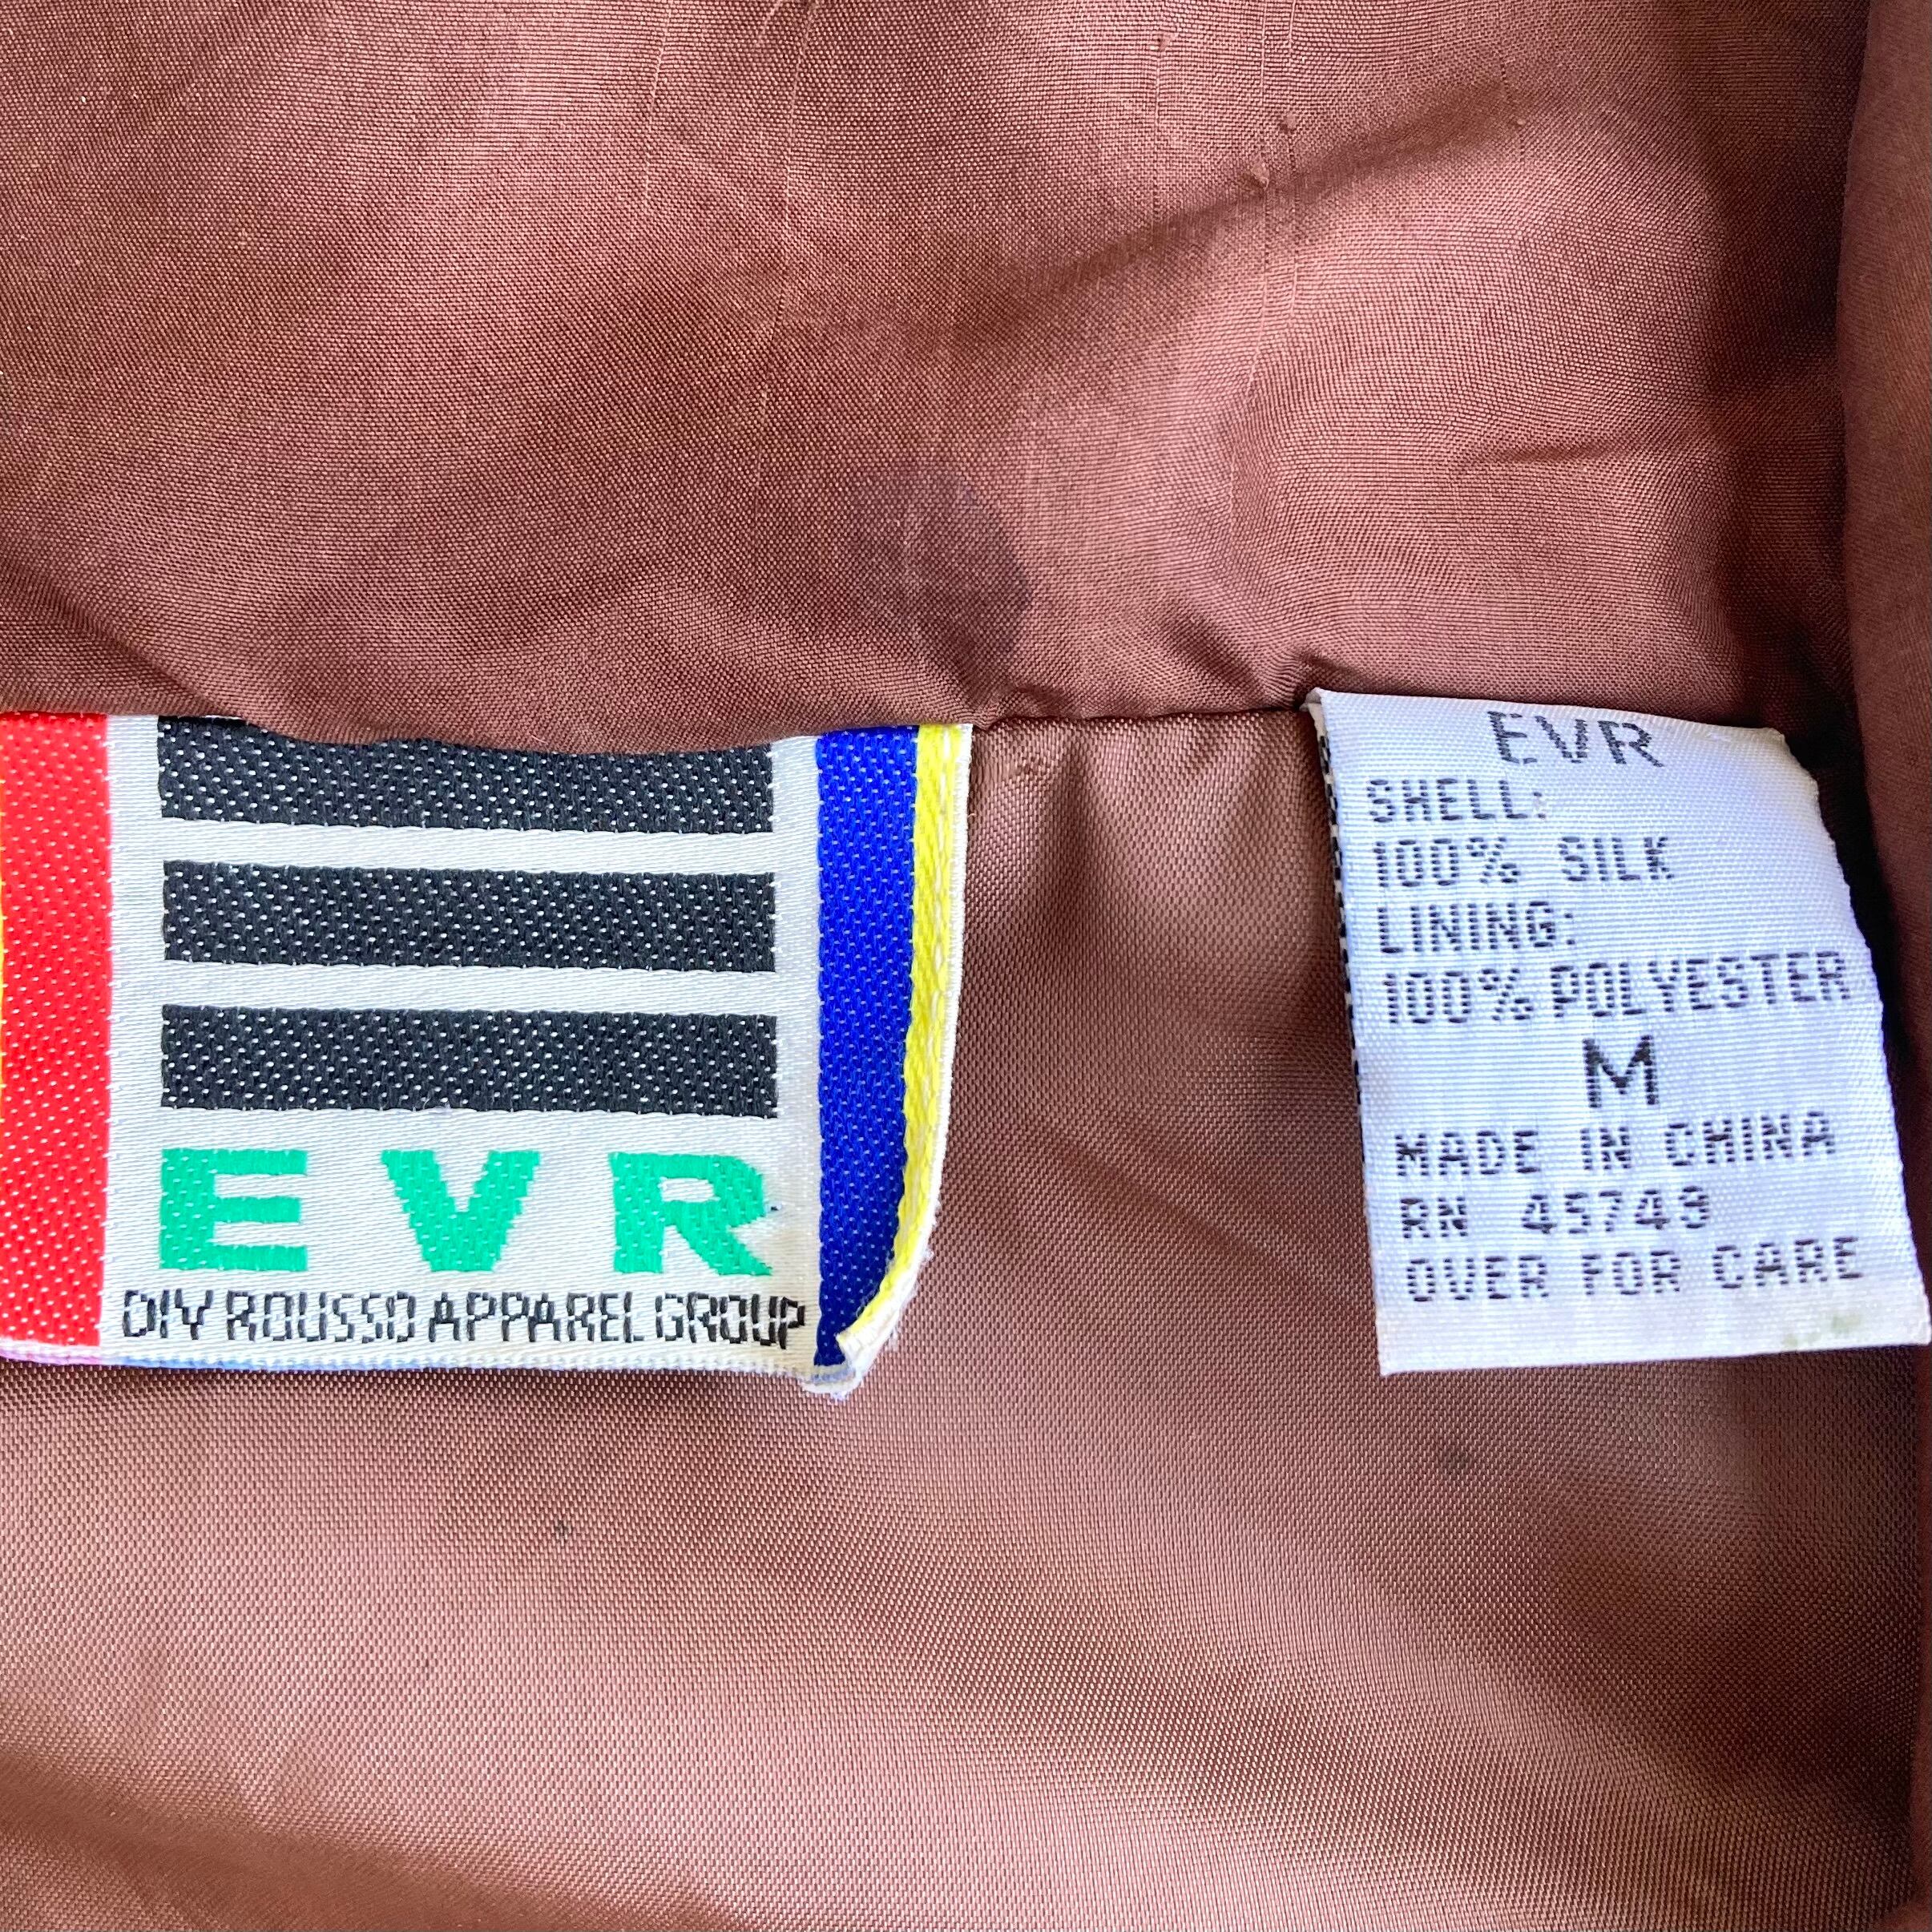 EVR
DIV ROUSSO APPAREL GROUP
EVR
SHELL:
100% SILK
LINING:
100% POLYESTER
M
MADE IN CHINA
RN 45749
OVER FOR CARE